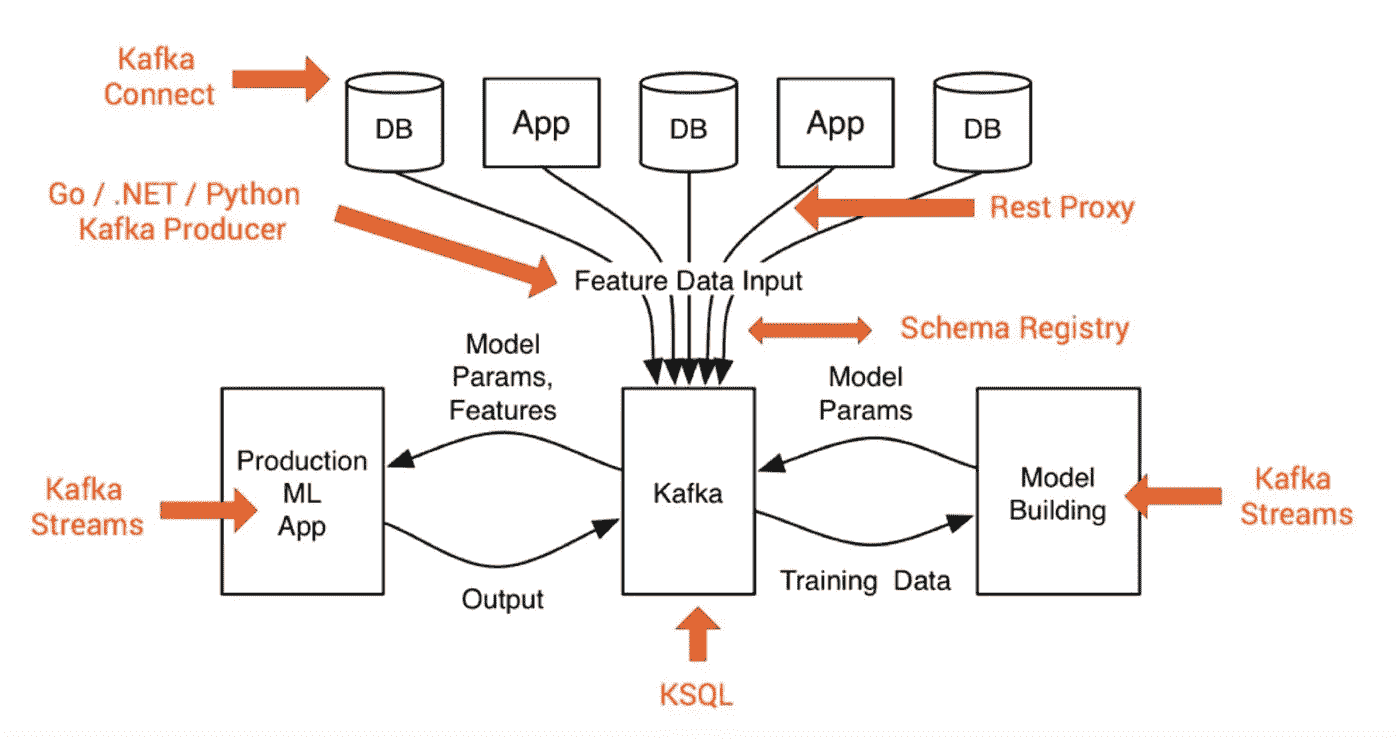 Kafka
Connect
DB
App
DB
App
DB
Go / .NET / Python
Kafka Producer
Rest Proxy
Feature Data Input
Schema Registry
Model
Params,
Features
Model
Params
Production
ML
App
Kafka
Model
Building
Kafka
Streams
Kafka
Streams
Output
Training Data
KSQL